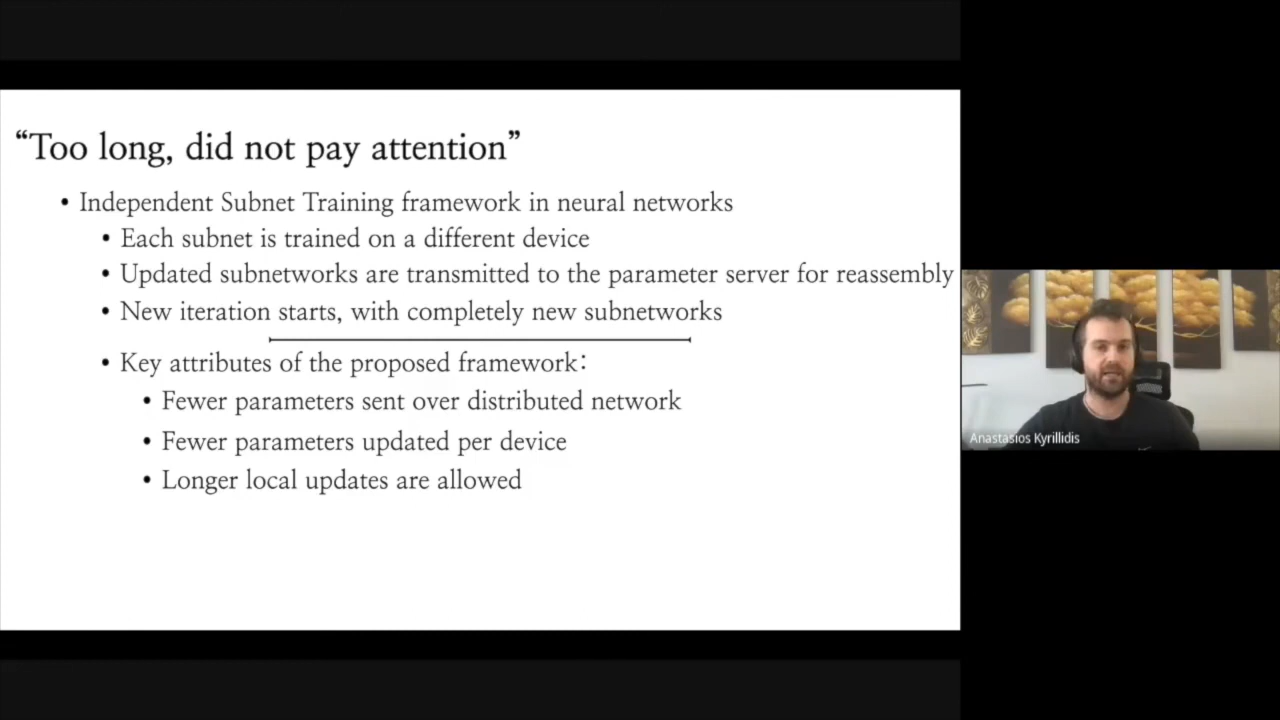 “Too long, did not pay attention”
• Independent Subnet Training framework in neural networks
• Each subnet is trained on a different device
• Updated subnetworks are transmitted to the parameter server for reassembly
• New iteration starts, with completely new subnetworks
• Key attributes of the proposed framework:
• Fewer parameters sent over distributed network
• Fewer parameters updated per device
• Longer local updates are allowed
Anastasios Kyrillidis